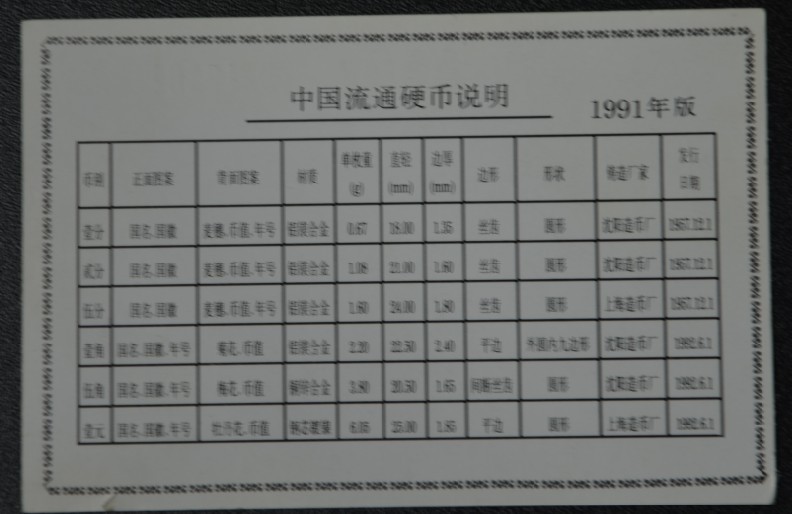 中国流通硬币说明
1991年版
币别 正面图案 背面图案 材质 单枚重(g) 直径(mm) 边厚(mm) 边形 形状 铸造厂家 发行日期
壹分 国名.国徽 麦穗.币值.年号 铝镁合金 0.67 18.00 1.35 丝齿 圆形 沈阳造币厂 1957.12.1
贰分 国名.国徽 麦穗.币值.年号 铝镁合金 1.08 21.00 1.60 丝齿 圆形 沈阳造币厂 1957.12.1
伍分 国名.国徽 麦穗.币值.年号 铝镁合金 1.60 24.00 1.80 丝齿 圆形 上海造币厂 1957.12.1
壹角 国名.国徽.年号 菊花.币值 铝镁合金 2.20 22.50 2.40 平边 外圆内九边形 沈阳造币厂 1992.6.1
伍角 国名.国徽.年号 梅花.币值 铜锌合金 3.80 20.50 1.65 间断丝齿 圆形 沈阳造币厂 1992.6.1
壹元 国名.国徽.年号 牡丹花.币值 钢芯镀镍 6.05 25.00 1.85 平边 圆形 上海造币厂 1992.6.1